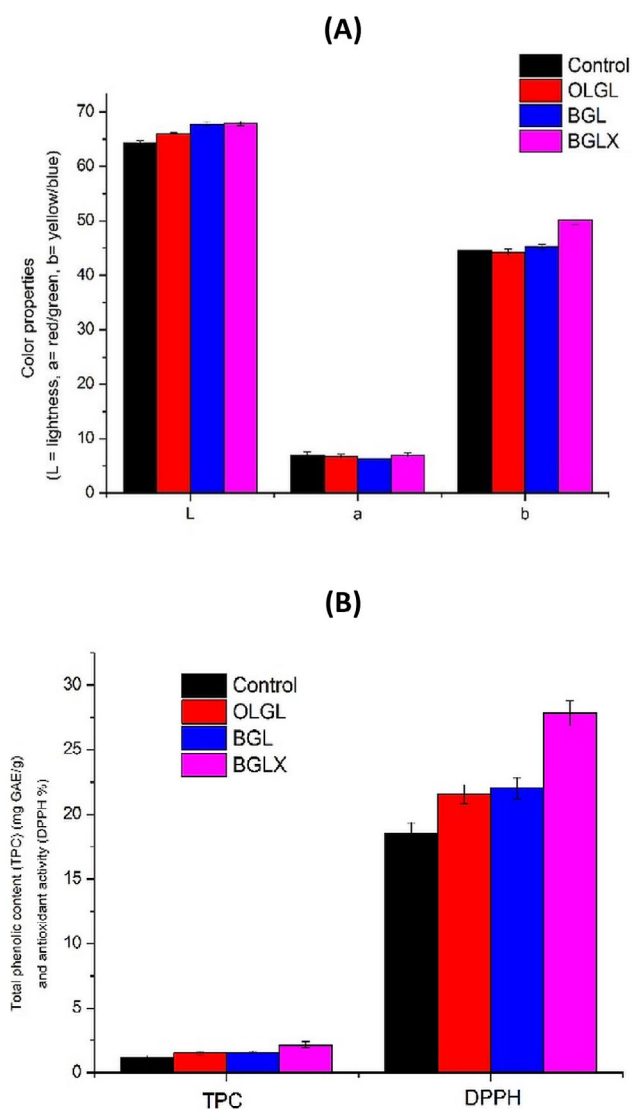 (A)
Control
OLGL
BGL
BGLX
Color properties
(L = lightness, a= red/green, b= yellow/blue)
70
60
50
40
30
20
10
0
L
a
b
(B)
Control
OLGL
BGL
BGLX
Total phenolic content (TPC) (mg GAE/g)
and antioxidant activity (DPPH %)
30
25
20
15
10
5
0
TPC
DPPH